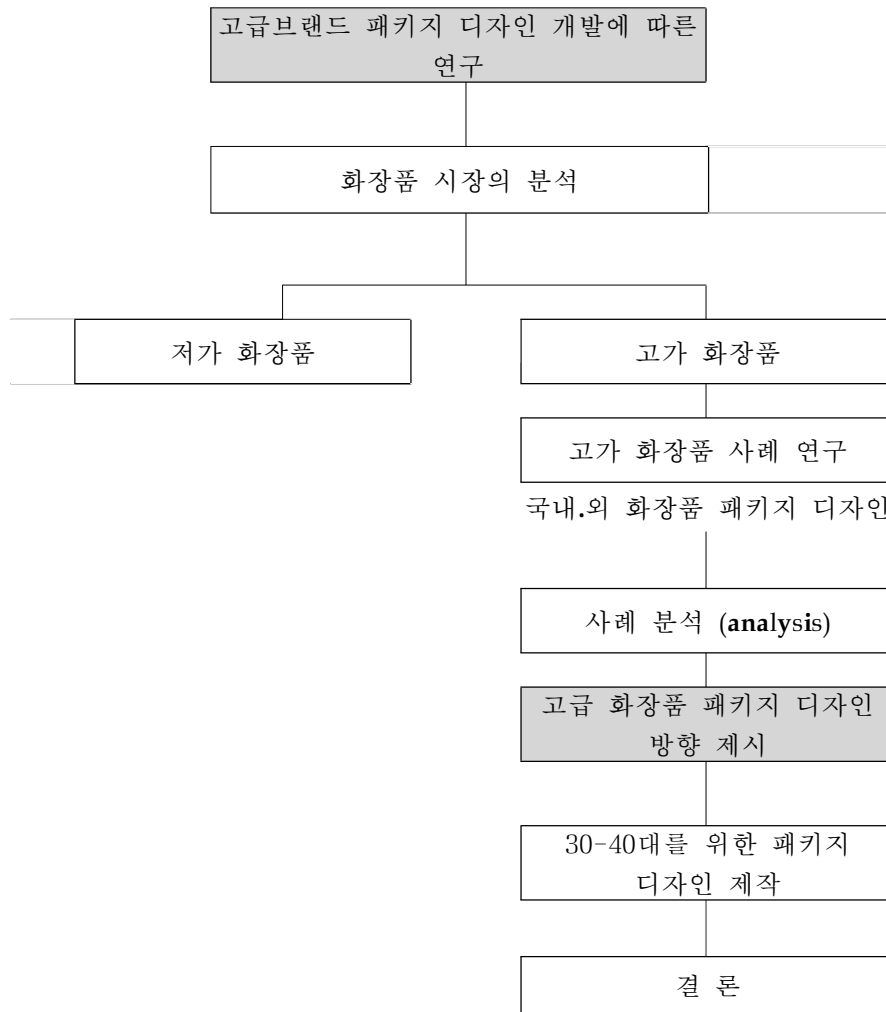 고급브랜드 패키지 디자인 개발에 따른
연구
화장품 시장의 분석
저가 화장품
고가 화장품
고가 화장품 사례 연구
국내.외 화장품 패키지 디자인
사례 분석 (analysis)
고급 화장품 패키지 디자인
방향 제시
30-40대를 위한 패키지
디자인 제작
결 론